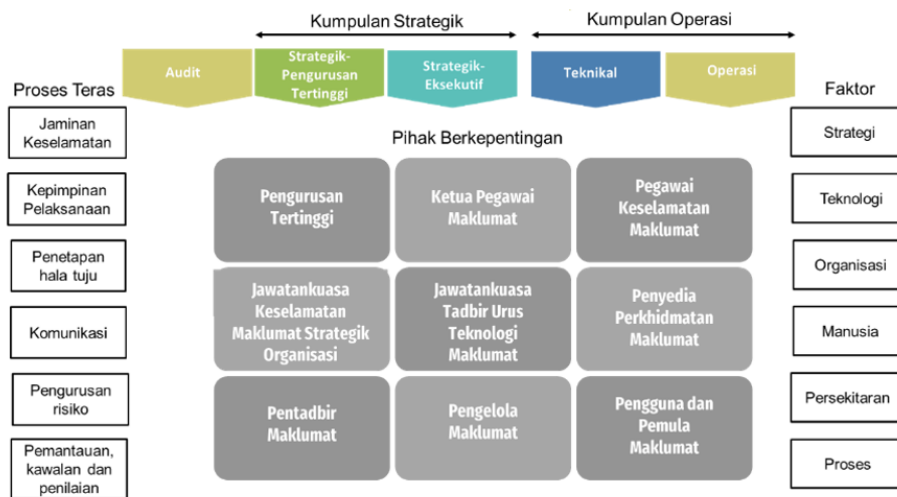 Kumpulan Strategik
Kumpulan Operasi
Audit
Strategik-
Pengurusan
Tertinggi
Strategik-
Eksekutif
Teknikal
Operasi
Proses Teras
Jaminan
Keselamatan
Kepimpinan
Pelaksanaan
Penetapan
hala tuju
Komunikasi
Pengurusan
risiko
Pemantauan,
kawalan dan
penilaian
Pihak Berkepentingan
Pengurusan
Tertinggi
Ketua Pegawai
Maklumat
Pegawai
Keselamatan
Maklumat
Jawatankuasa
Keselamatan
Maklumat Strategik
Organisasi
Jawatankuasa
Tadbir Urus
Teknologi
Maklumat
Penyedia
Perkhidmatan
Maklumat
Pentadbir
Maklumat
Pengelola
Maklumat
Pengguna dan
Pemula
Maklumat
Faktor
Strategi
Teknologi
Organisasi
Manusia
Persekitaran
Proses